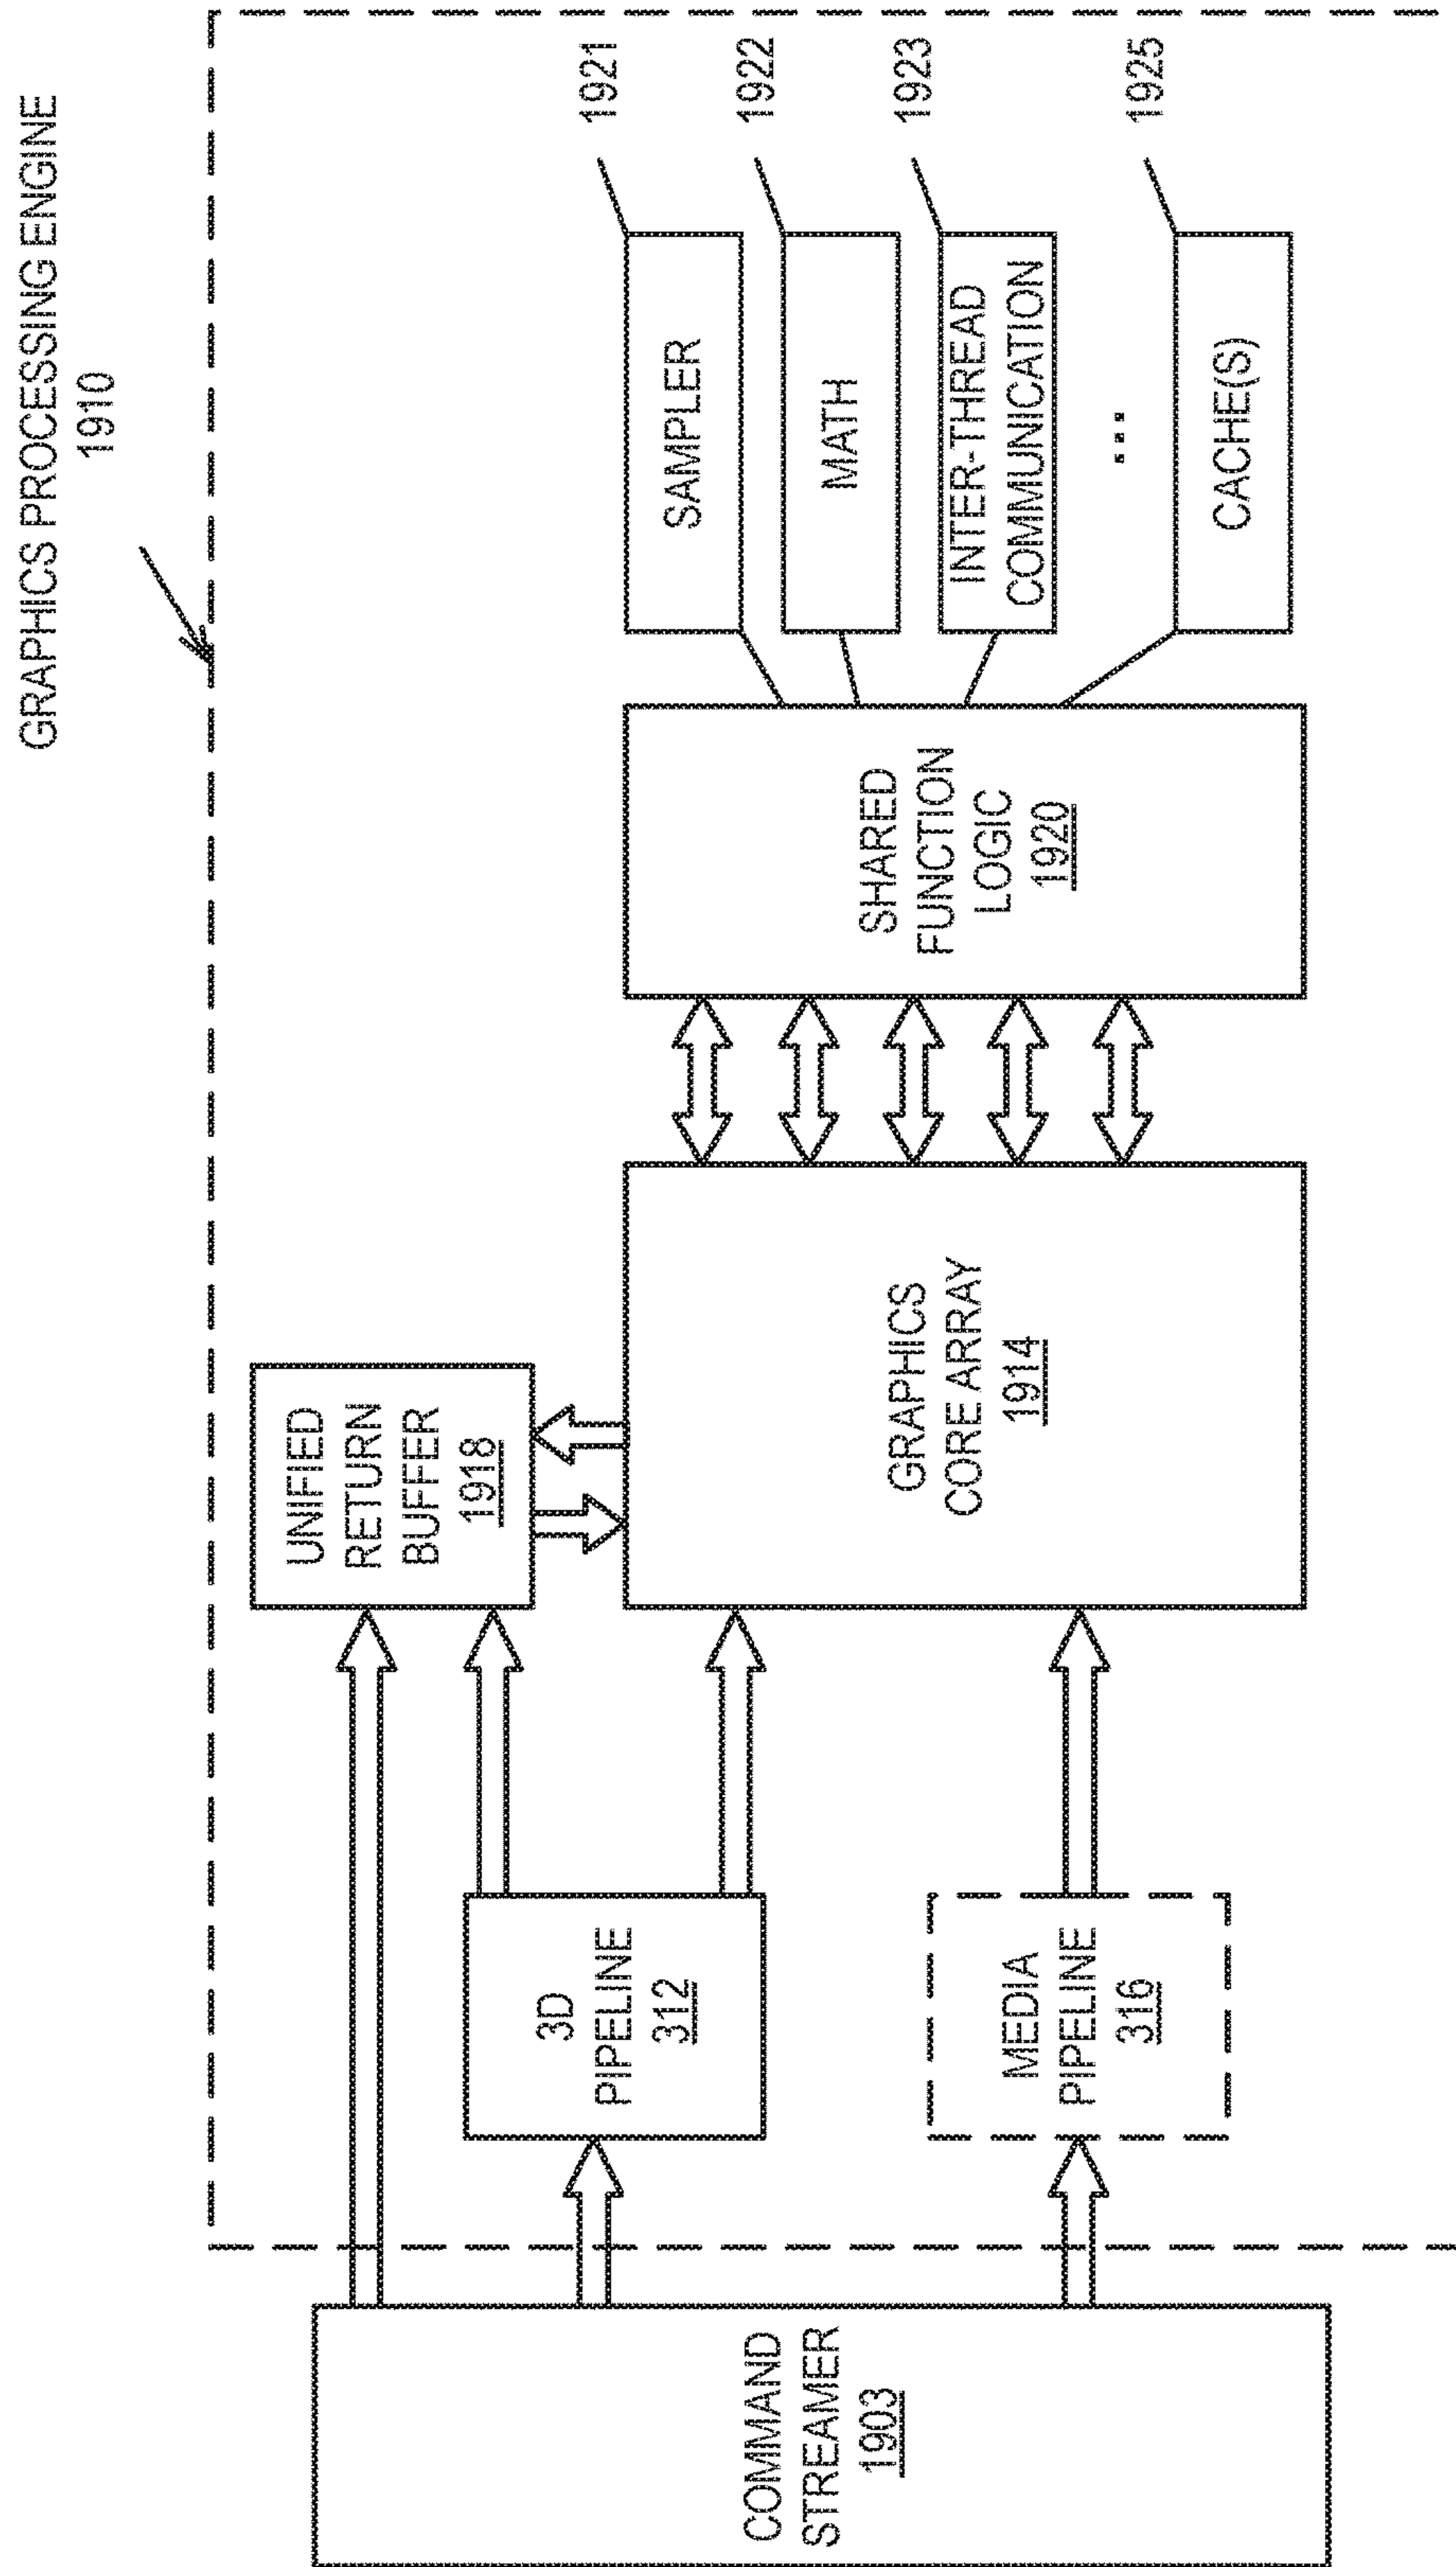 GRAPHICS PROCESSING ENGINE
1910
COMMAND
STREAMER
1903
3D
PIPELINE
312
MEDIA
PIPELINE
316
UNIFIED
RETURN
BUFFER
1918
GRAPHICS
CORE ARRAY
1914
SHARED
FUNCTION
LOGIC
1920
SAMPLER
1921
MATH
1922
INTER-THREAD
COMMUNICATION
1923
...
CACHE(S)
1925